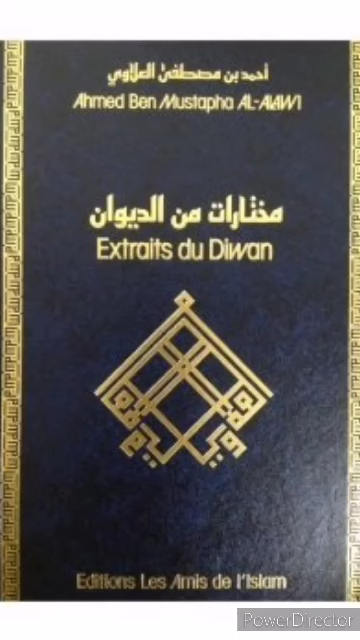 أحمد بن مصطفى العلاوي
Ahmed Ben Mustapha AL-ALAWI
مختارات من الديوان
Extraits du Diwan
Editions Les Amis de l'Islam
PowerDirector